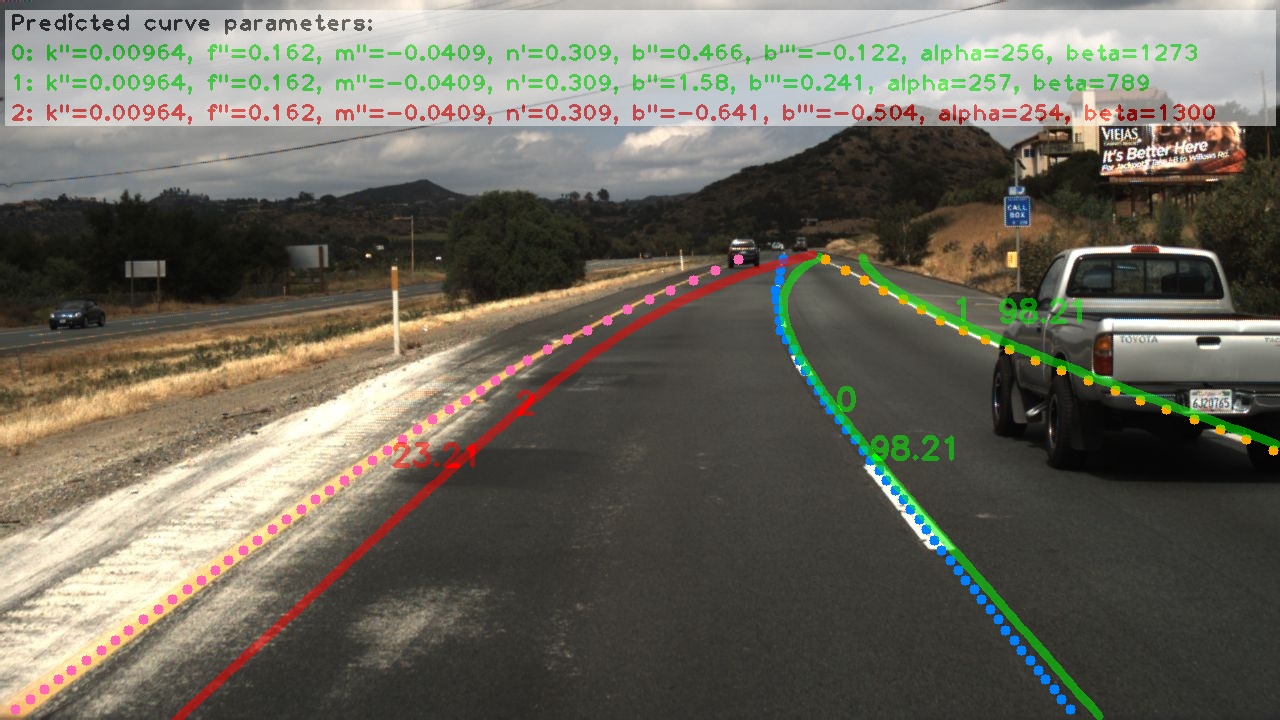 Predicted curve parameters:
0: k''=0.00964, f''=0.162, m''=−0.0409, n'=0.309, b''=0.466, b'''=−0.122, alpha=256, beta=1273
1: k''=0.00964, f''=0.162, m''=−0.0409, n'=0.309, b''=1.58, b'''=0.241, alpha=257, beta=789
2: k''=0.00964, f''=0.162, m''=−0.0409, n'=0.309, b''=−0.641, b'''=−0.504, alpha=254, beta=1300
VIEJAS
It's Better Here
CALL
BOX
1 98.21
TOYOTA
6J20765
2
0
23.21
98.21